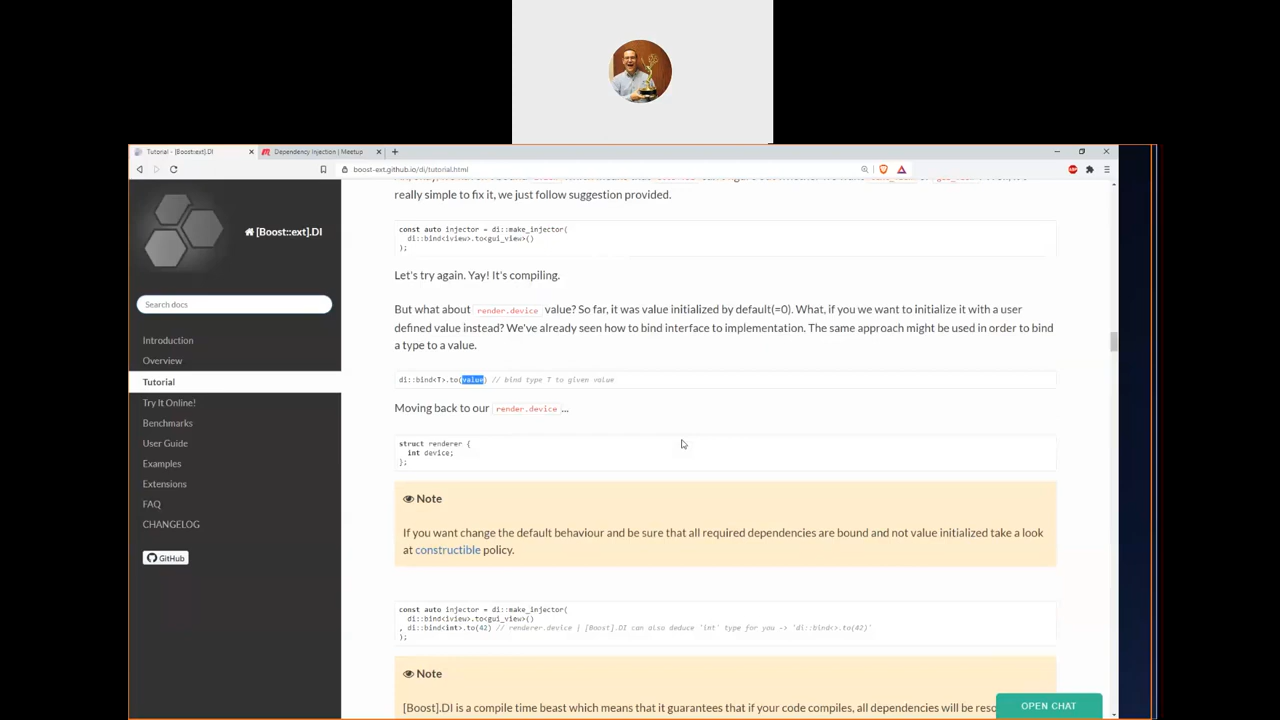 Tutorial - [Boost::ext].DI
Dependency Injection | Meetup
boost-ext.github.io/di/tutorial.html
[Boost::ext].DI
Search docs
Introduction
Overview
Tutorial
Try It Online!
Benchmarks
User Guide
Examples
Extensions
FAQ
CHANGELOG
GitHub
really simple to fix it, we just follow suggestion provided.
const auto injector = di::make_injector(
di::bind<iview>.to<gui_view>()
);
Let's try again. Yay! It's compiling.
But what about render.device value? So far, it was value initialized by default(=0). What, if you we want to initialize it with a user
defined value instead? We've already seen how to bind interface to implementation. The same approach might be used in order to bind
a type to a value.
di::bind<T>.to(value) // bind type T to given value
Moving back to our render.device ...
struct renderer {
int device;
};
Note
If you want change the default behaviour and be sure that all required dependencies are bound and not value initialized take a look
at constructible policy.
const auto injector = di::make_injector(
di::bind<iview>.to<gui_view>()
, di::bind<int>.to(42) // renderer.device | [Boost].DI can also deduce 'int' type for you -> 'di::bind<>.to(42)'
);
Note
[Boost].DI is a compile time beast which means that it guarantees that if your code compiles, all dependencies will be reso
OPEN CHAT